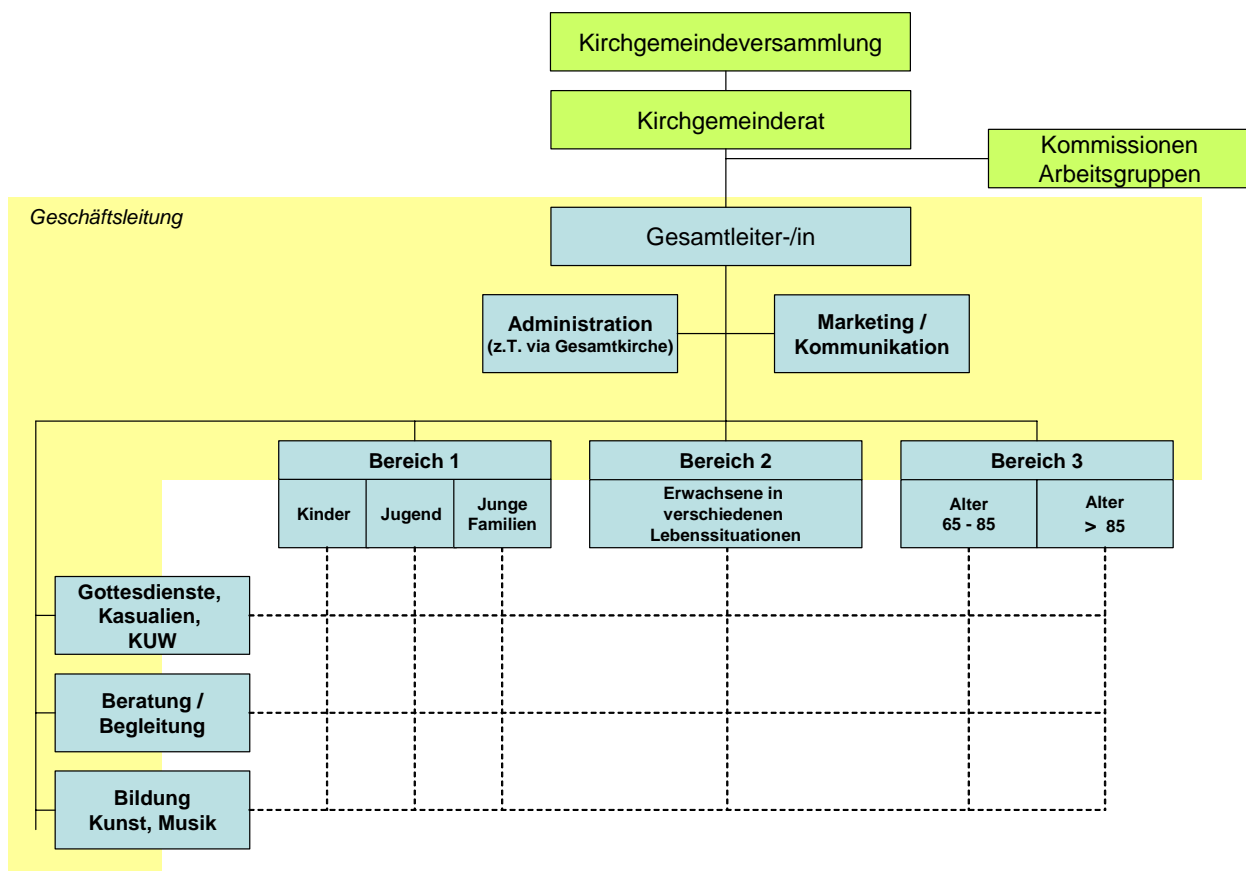 Kirchgemeindeversammlung
Kirchgemeinderat
Kommissionen
Arbeitsgruppen
Geschäftsleitung
Gesamtleiter-/in
Administration
(z.T. via Gesamtkirche)
Marketing /
Kommunikation
Bereich 1
Bereich 2
Bereich 3
Kinder
Jugend
Junge
Familien
Erwachsene in
verschiedenen
Lebenssituationen
Alter
65 - 85
Alter
> 85
Gottesdienste,
Kasualien,
KUW
Beratung /
Begleitung
Bildung
Kunst, Musik